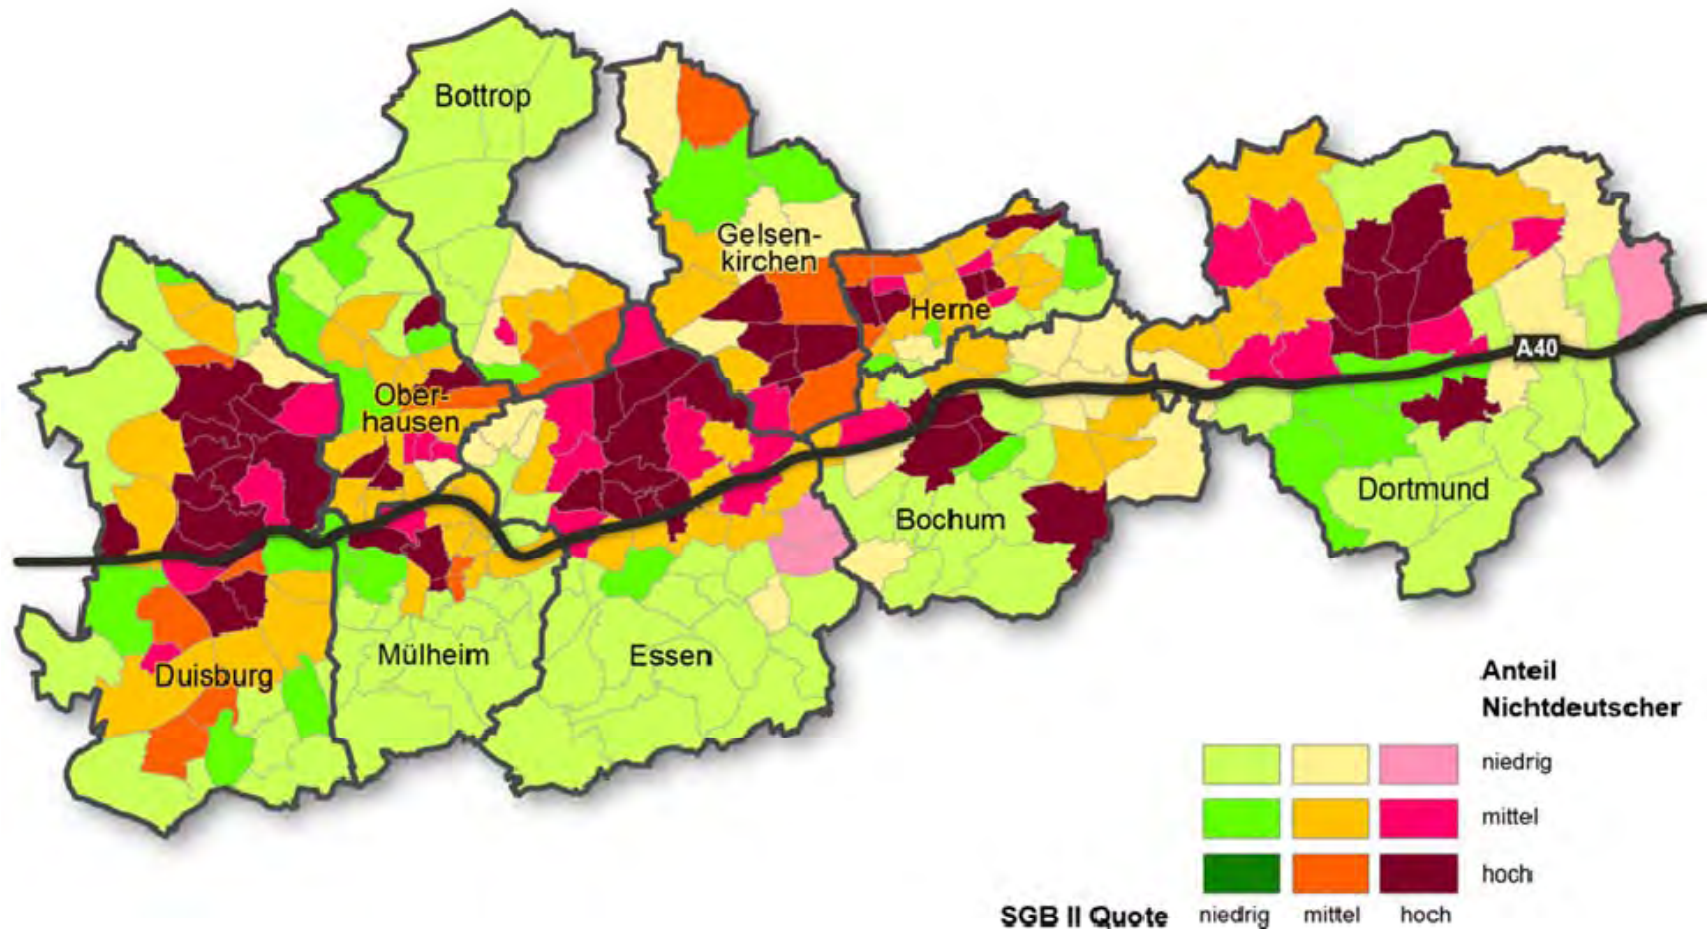 Bottrop
Gelsen-
kirchen
Herne
A40
Ober-
hausen
Dortmund
Bochum
Duisburg
Mülheim
Essen
Anteil
Nichtdeutscher
niedrig
mittel
hoch
SGB II Quote niedrig mittel hoch